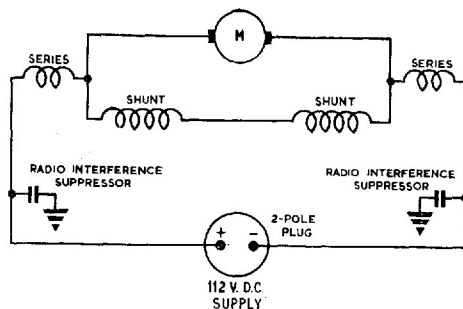 M
SERIES
SERIES
SHUNT
SHUNT
RADIO INTERFERENCE
SUPPRESSOR
RADIO INTERFERENCE
SUPPRESSOR
2-POLE
PLUG
+ -
112 V. D.C.
SUPPLY